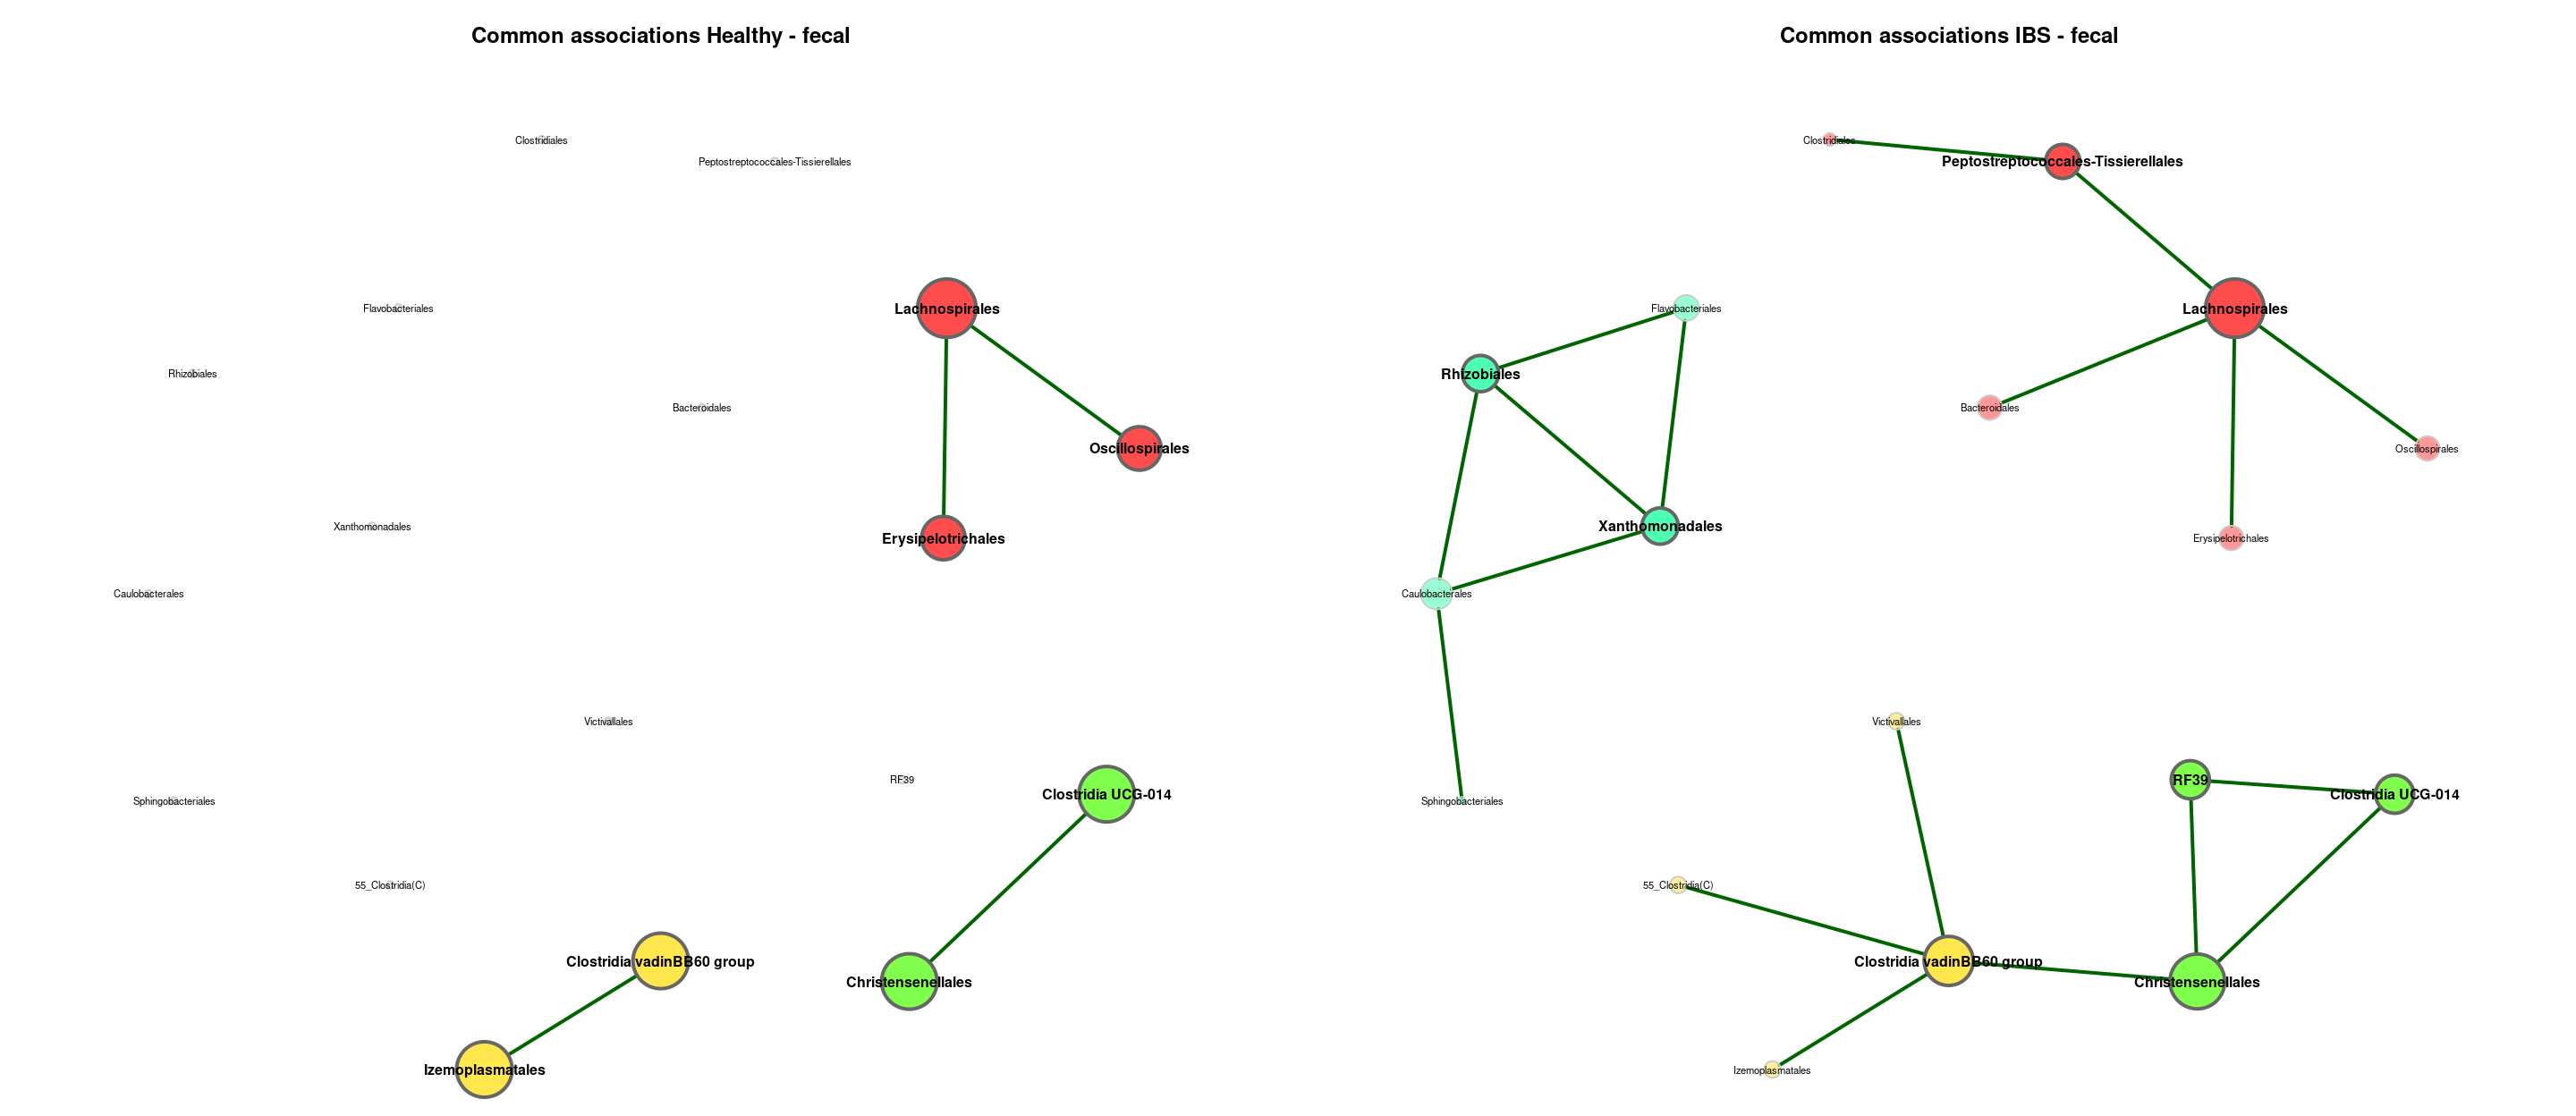 Common associations Healthy - fecal
Clostridiales
Peptostreptococcales-Tissierellales
Lachnospirales
Flavobacteriales
Rhizobiales
Bacteroidales
Oscillospirales
Xanthomonadales
Erysipelotrichales
Caulobacterales
Victivallales
RF39
Clostridia UCG-014
Sphingobacteriales
55_Clostridia(C)
Clostridia vadinBB60 group
Christensenellales
Izemoplasmatales
Common associations IBS - fecal
Clostridiales
Peptostreptococcales-Tissierellales
Flavobacteriales
Lachnospirales
Rhizobiales
Bacteroidales
Oscillospirales
Xanthomonadales
Erysipelotrichales
Caulobacterales
Victivallales
RF39
Clostridia UCG-014
Sphingobacteriales
55_Clostridia(C)
Clostridia vadinBB60 group
Christensenellales
Izemoplasmatales